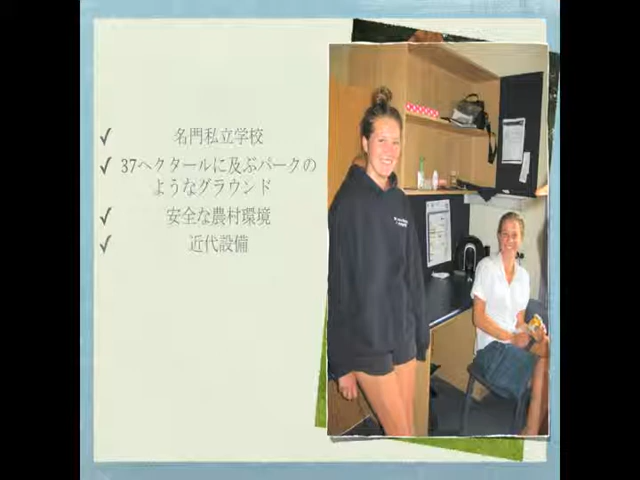 ✓ 名門私立学校
✓ 37ヘクタールに及ぶパークの
ようなグラウンド
✓ 安全な農村環境
✓ 近代設備